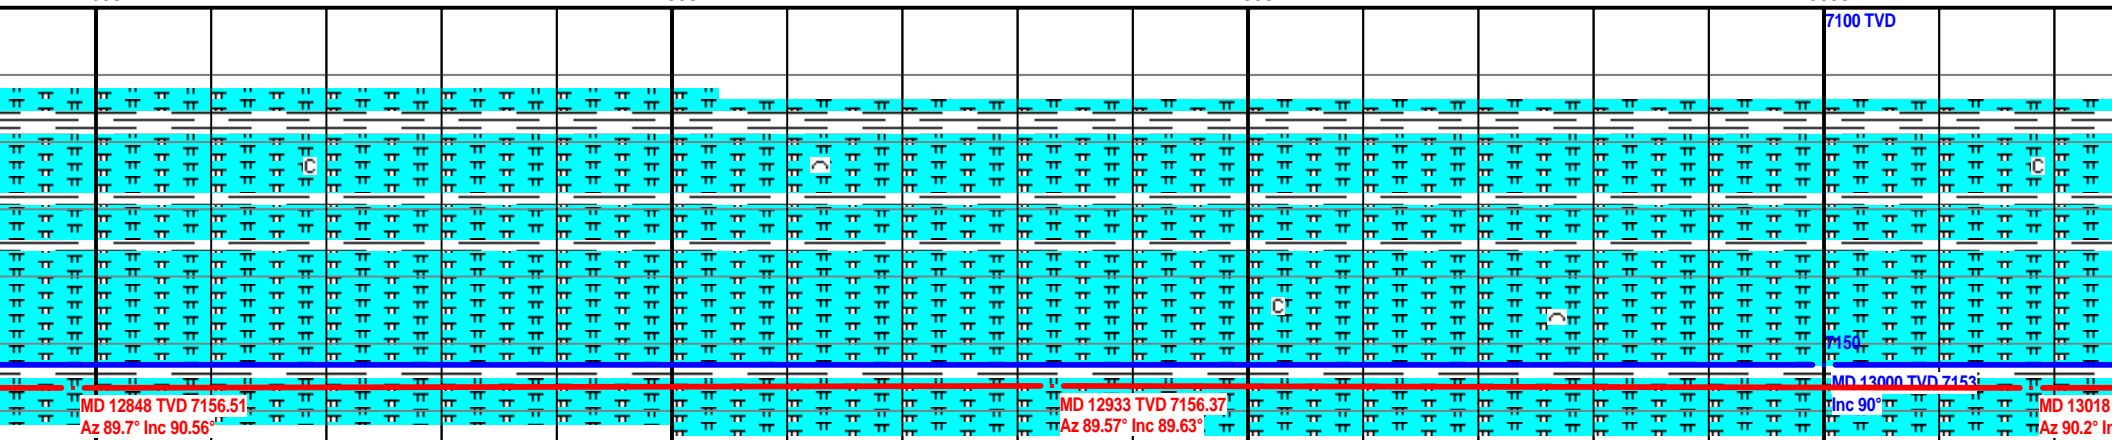 7100 TVD
C
C
C
7150
MD 13000 TVD 7153
Inc 90°
MD 12848 TVD 7156.51
Az 89.7° Inc 90.56°
MD 12933 TVD 7156.37
Az 89.57° Inc 89.63°
MD 13018
Az 90.2° In